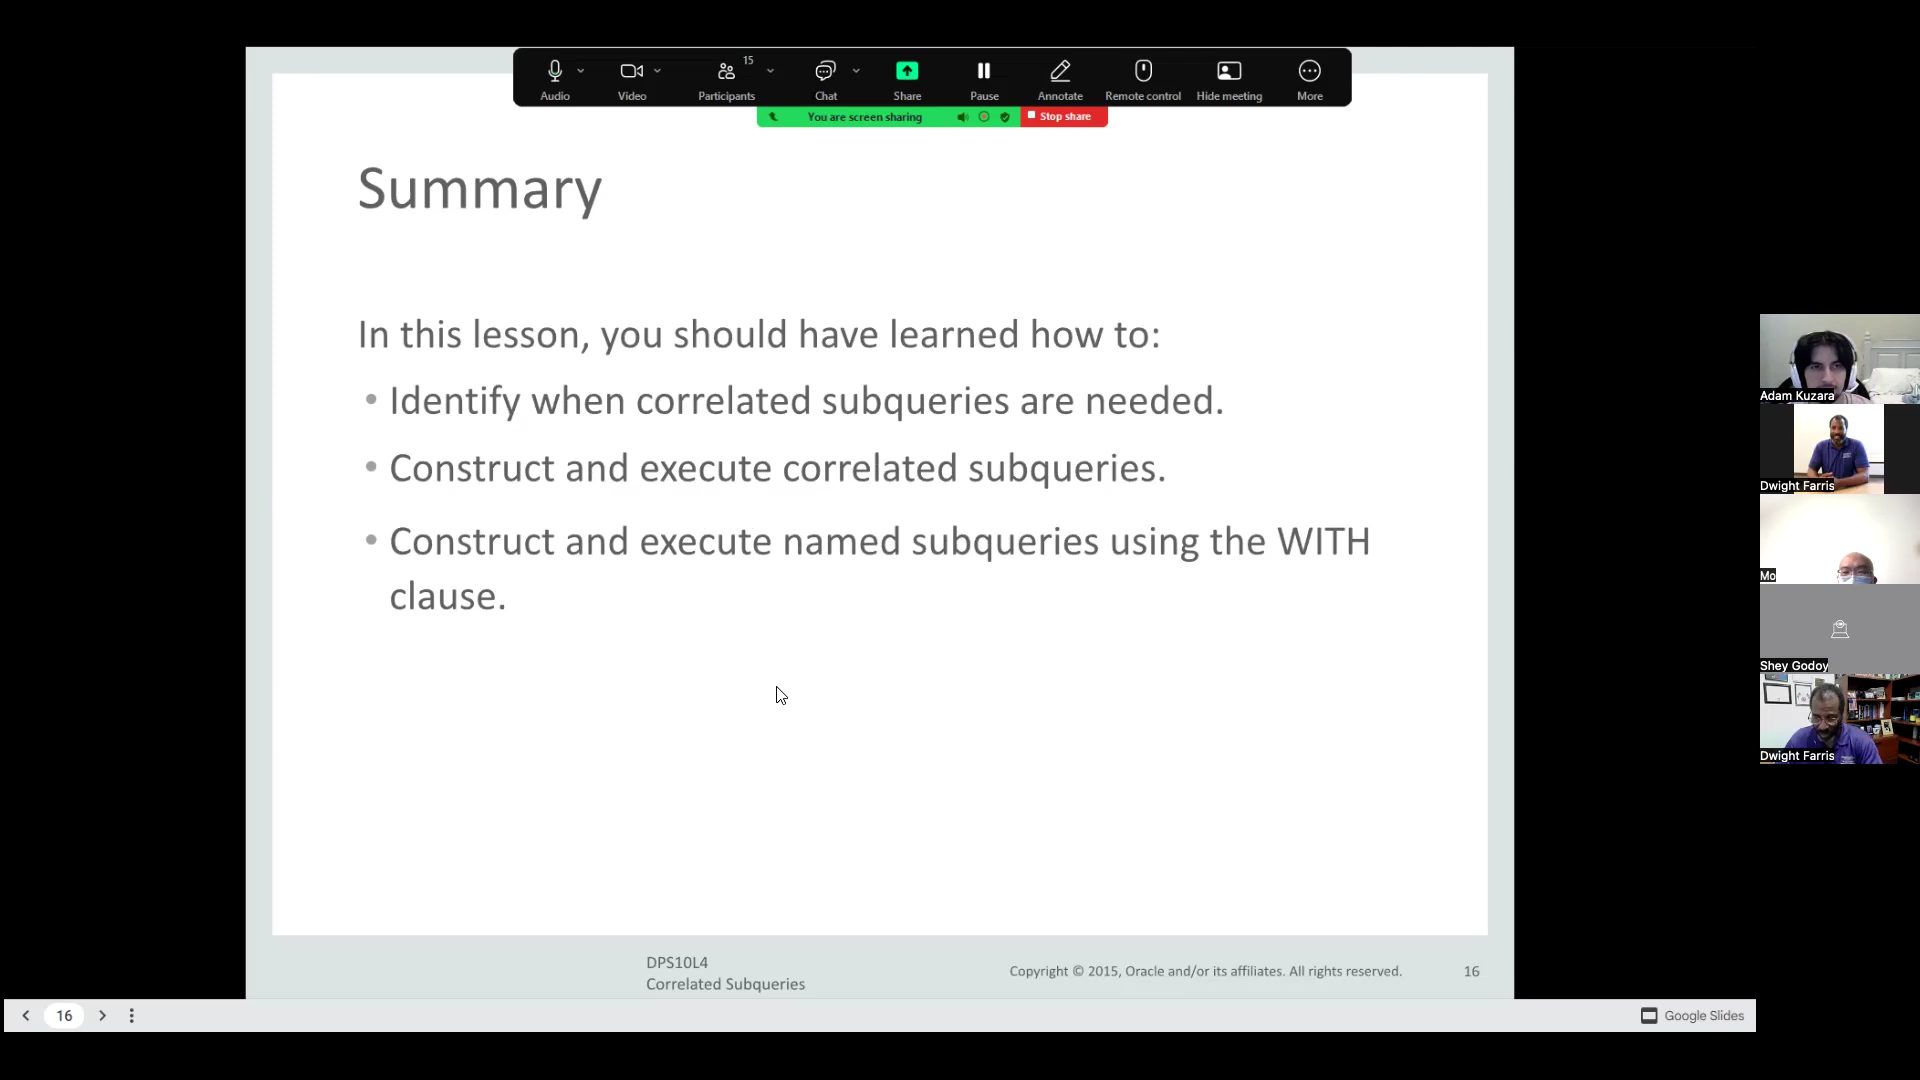 15
Audio
Video
Participants
Chat
Share
Pause
Annotate
Remote control
Hide meeting
More
You are screen sharing
Stop share
Summary
In this lesson, you should have learned how to:
• Identify when correlated subqueries are needed.
• Construct and execute correlated subqueries.
• Construct and execute named subqueries using the WITH
clause.
Adam Kuzara
Dwight Farris
Mo
Shey Godoy
Dwight Farris
DPS10L4
Correlated Subqueries
Copyright © 2015, Oracle and/or its affiliates. All rights reserved.
16
16
Google Slides